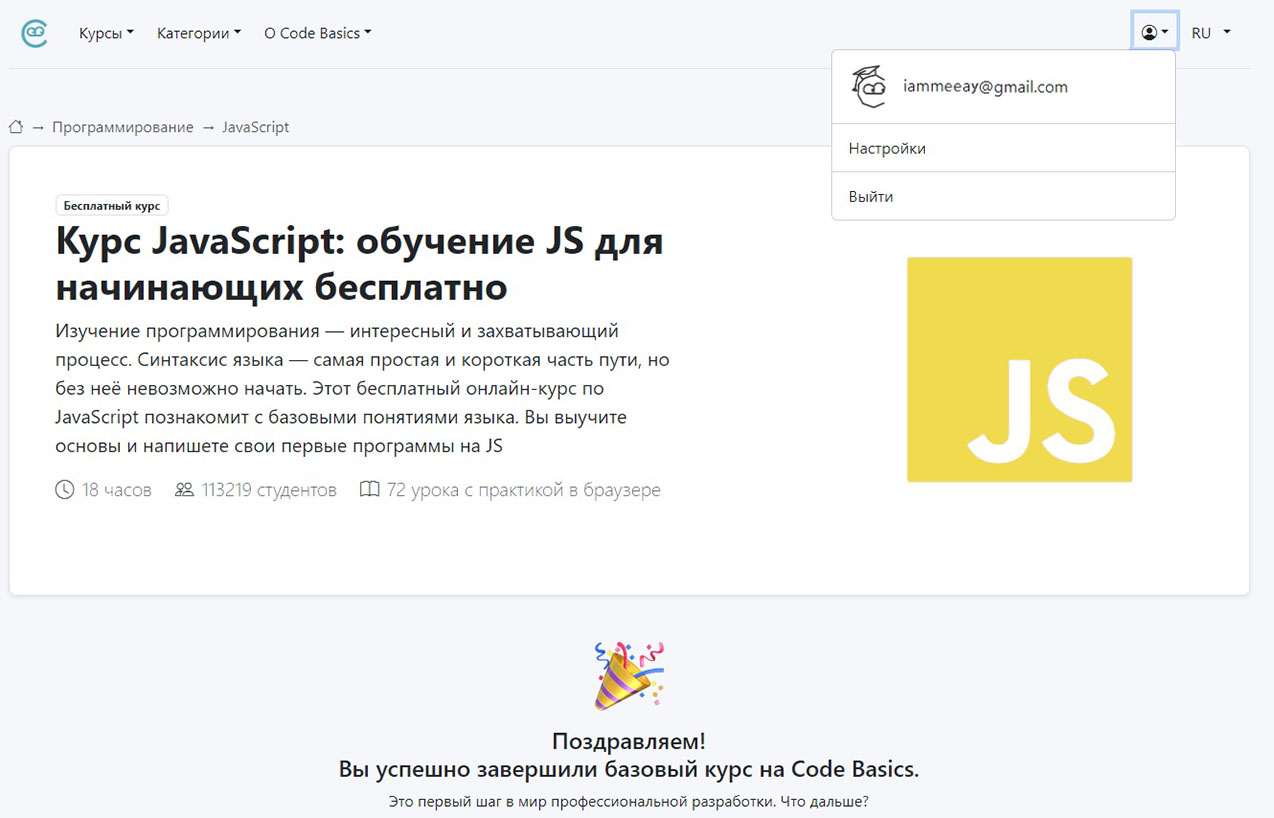 Курсы Категории О Code Basics RU
iammeeay@gmail.com
Настройки
Выйти
Программирование → JavaScript
Бесплатный курс
Курс JavaScript: обучение JS для
начинающих бесплатно
Изучение программирования — интересный и захватывающий
процесс. Синтаксис языка — самая простая и короткая часть пути, но
без неё невозможно начать. Этот бесплатный онлайн-курс по
JavaScript познакомит с базовыми понятиями языка. Вы выучите
основы и напишете свои первые программы на JS
18 часов 113219 студентов 72 урока с практикой в браузере
JS
Поздравляем!
Вы успешно завершили базовый курс на Code Basics.
Это первый шаг в мир профессиональной разработки. Что дальше?